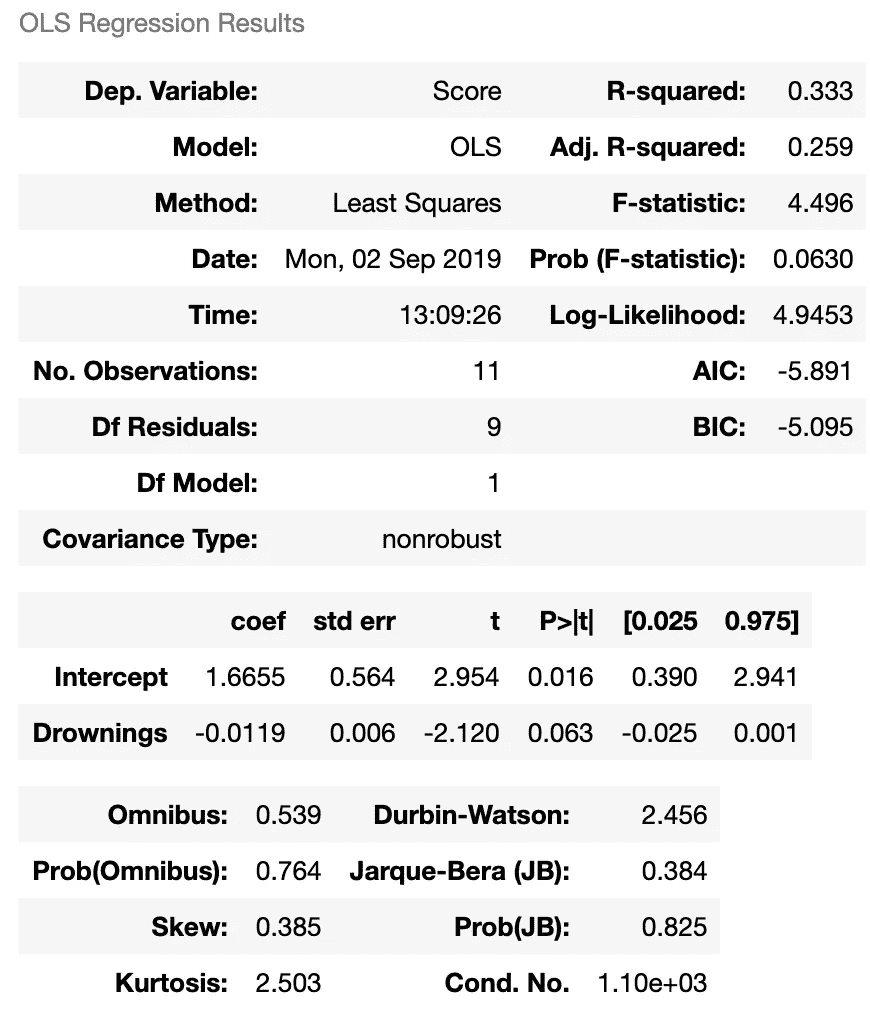 OLS Regression Results
Dep. Variable: Score R-squared: 0.333
Model: OLS Adj. R-squared: 0.259
Method: Least Squares F-statistic: 4.496
Date: Mon, 02 Sep 2019 Prob (F-statistic): 0.0630
Time: 13:09:26 Log-Likelihood: 4.9453
No. Observations: 11 AIC: -5.891
Df Residuals: 9 BIC: -5.095
Df Model: 1
Covariance Type: nonrobust
coef std err t P>|t| [0.025 0.975]
Intercept 1.6655 0.564 2.954 0.016 0.390 2.941
Drownings -0.0119 0.006 -2.120 0.063 -0.025 0.001
Omnibus: 0.539 Durbin-Watson: 2.456
Prob(Omnibus): 0.764 Jarque-Bera (JB): 0.384
Skew: 0.385 Prob(JB): 0.825
Kurtosis: 2.503 Cond. No. 1.10e+03